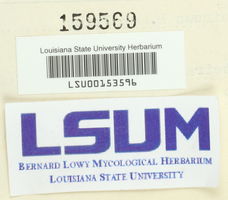 159569
Louisiana State University Herbarium
LSU00153596
LSUM
BERNARD LOWY MYCOLOGICAL HERBARIUM
LOUISIANA STATE UNIVERSITY